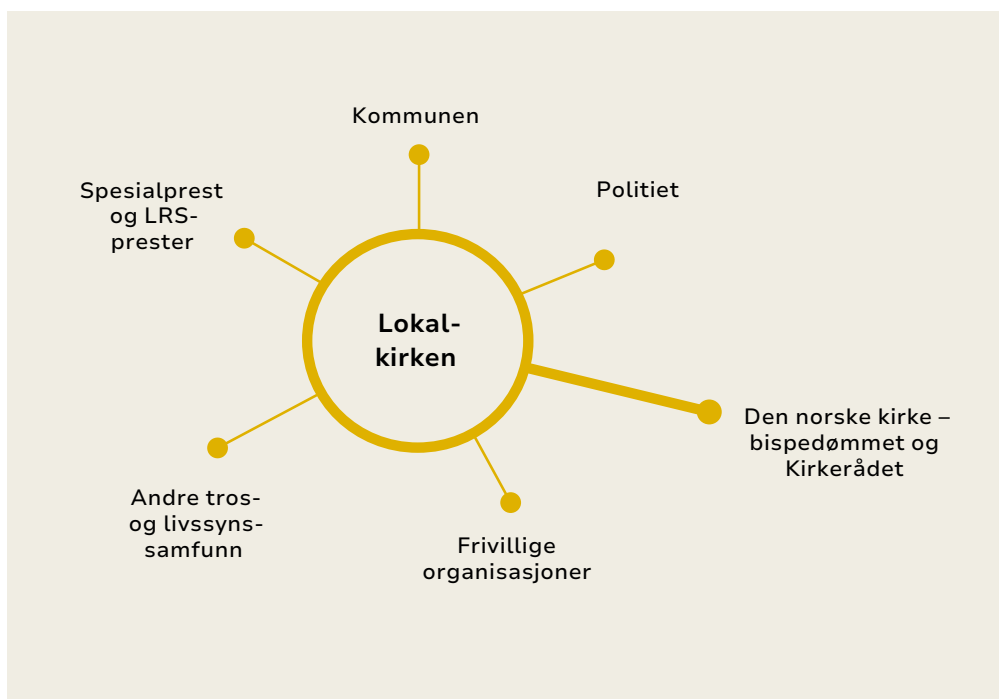 Kommunen
Politiet
Spesialprest
og LRS-
prester
Lokal-
kirken
Den norske kirke –
bispedømmet og
Kirkerådet
Andre tros-
og livssyns-
samfunn
Frivillige
organisasjoner